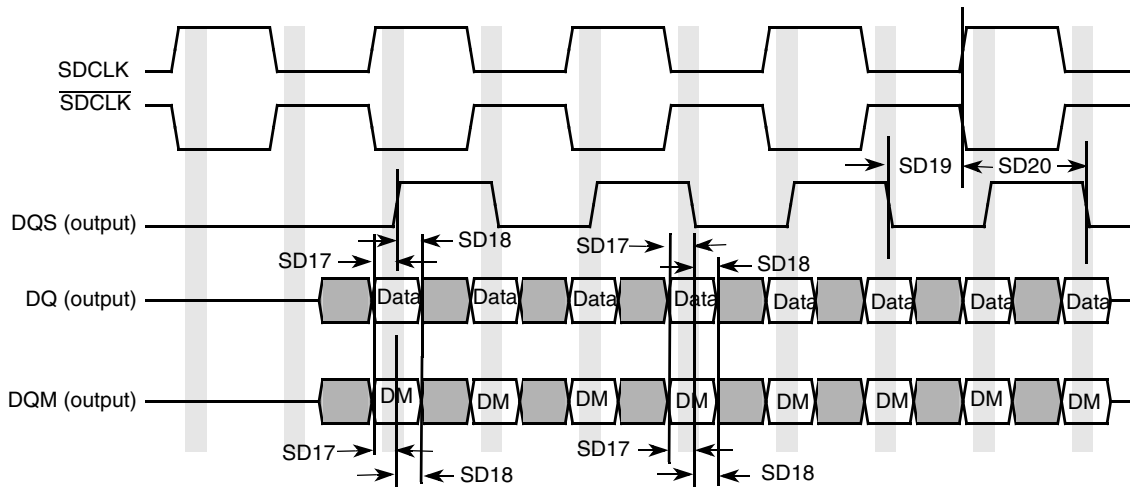 SDCLK
SDCLK
SD19 SD20
DQS (output)
SD18 SD17
SD17 SD18
DQ (output) Data Data Data Data Data Data Data Data
DQM (output) DM DM DM DM DM DM DM DM
SD17 SD17
SD18 SD18